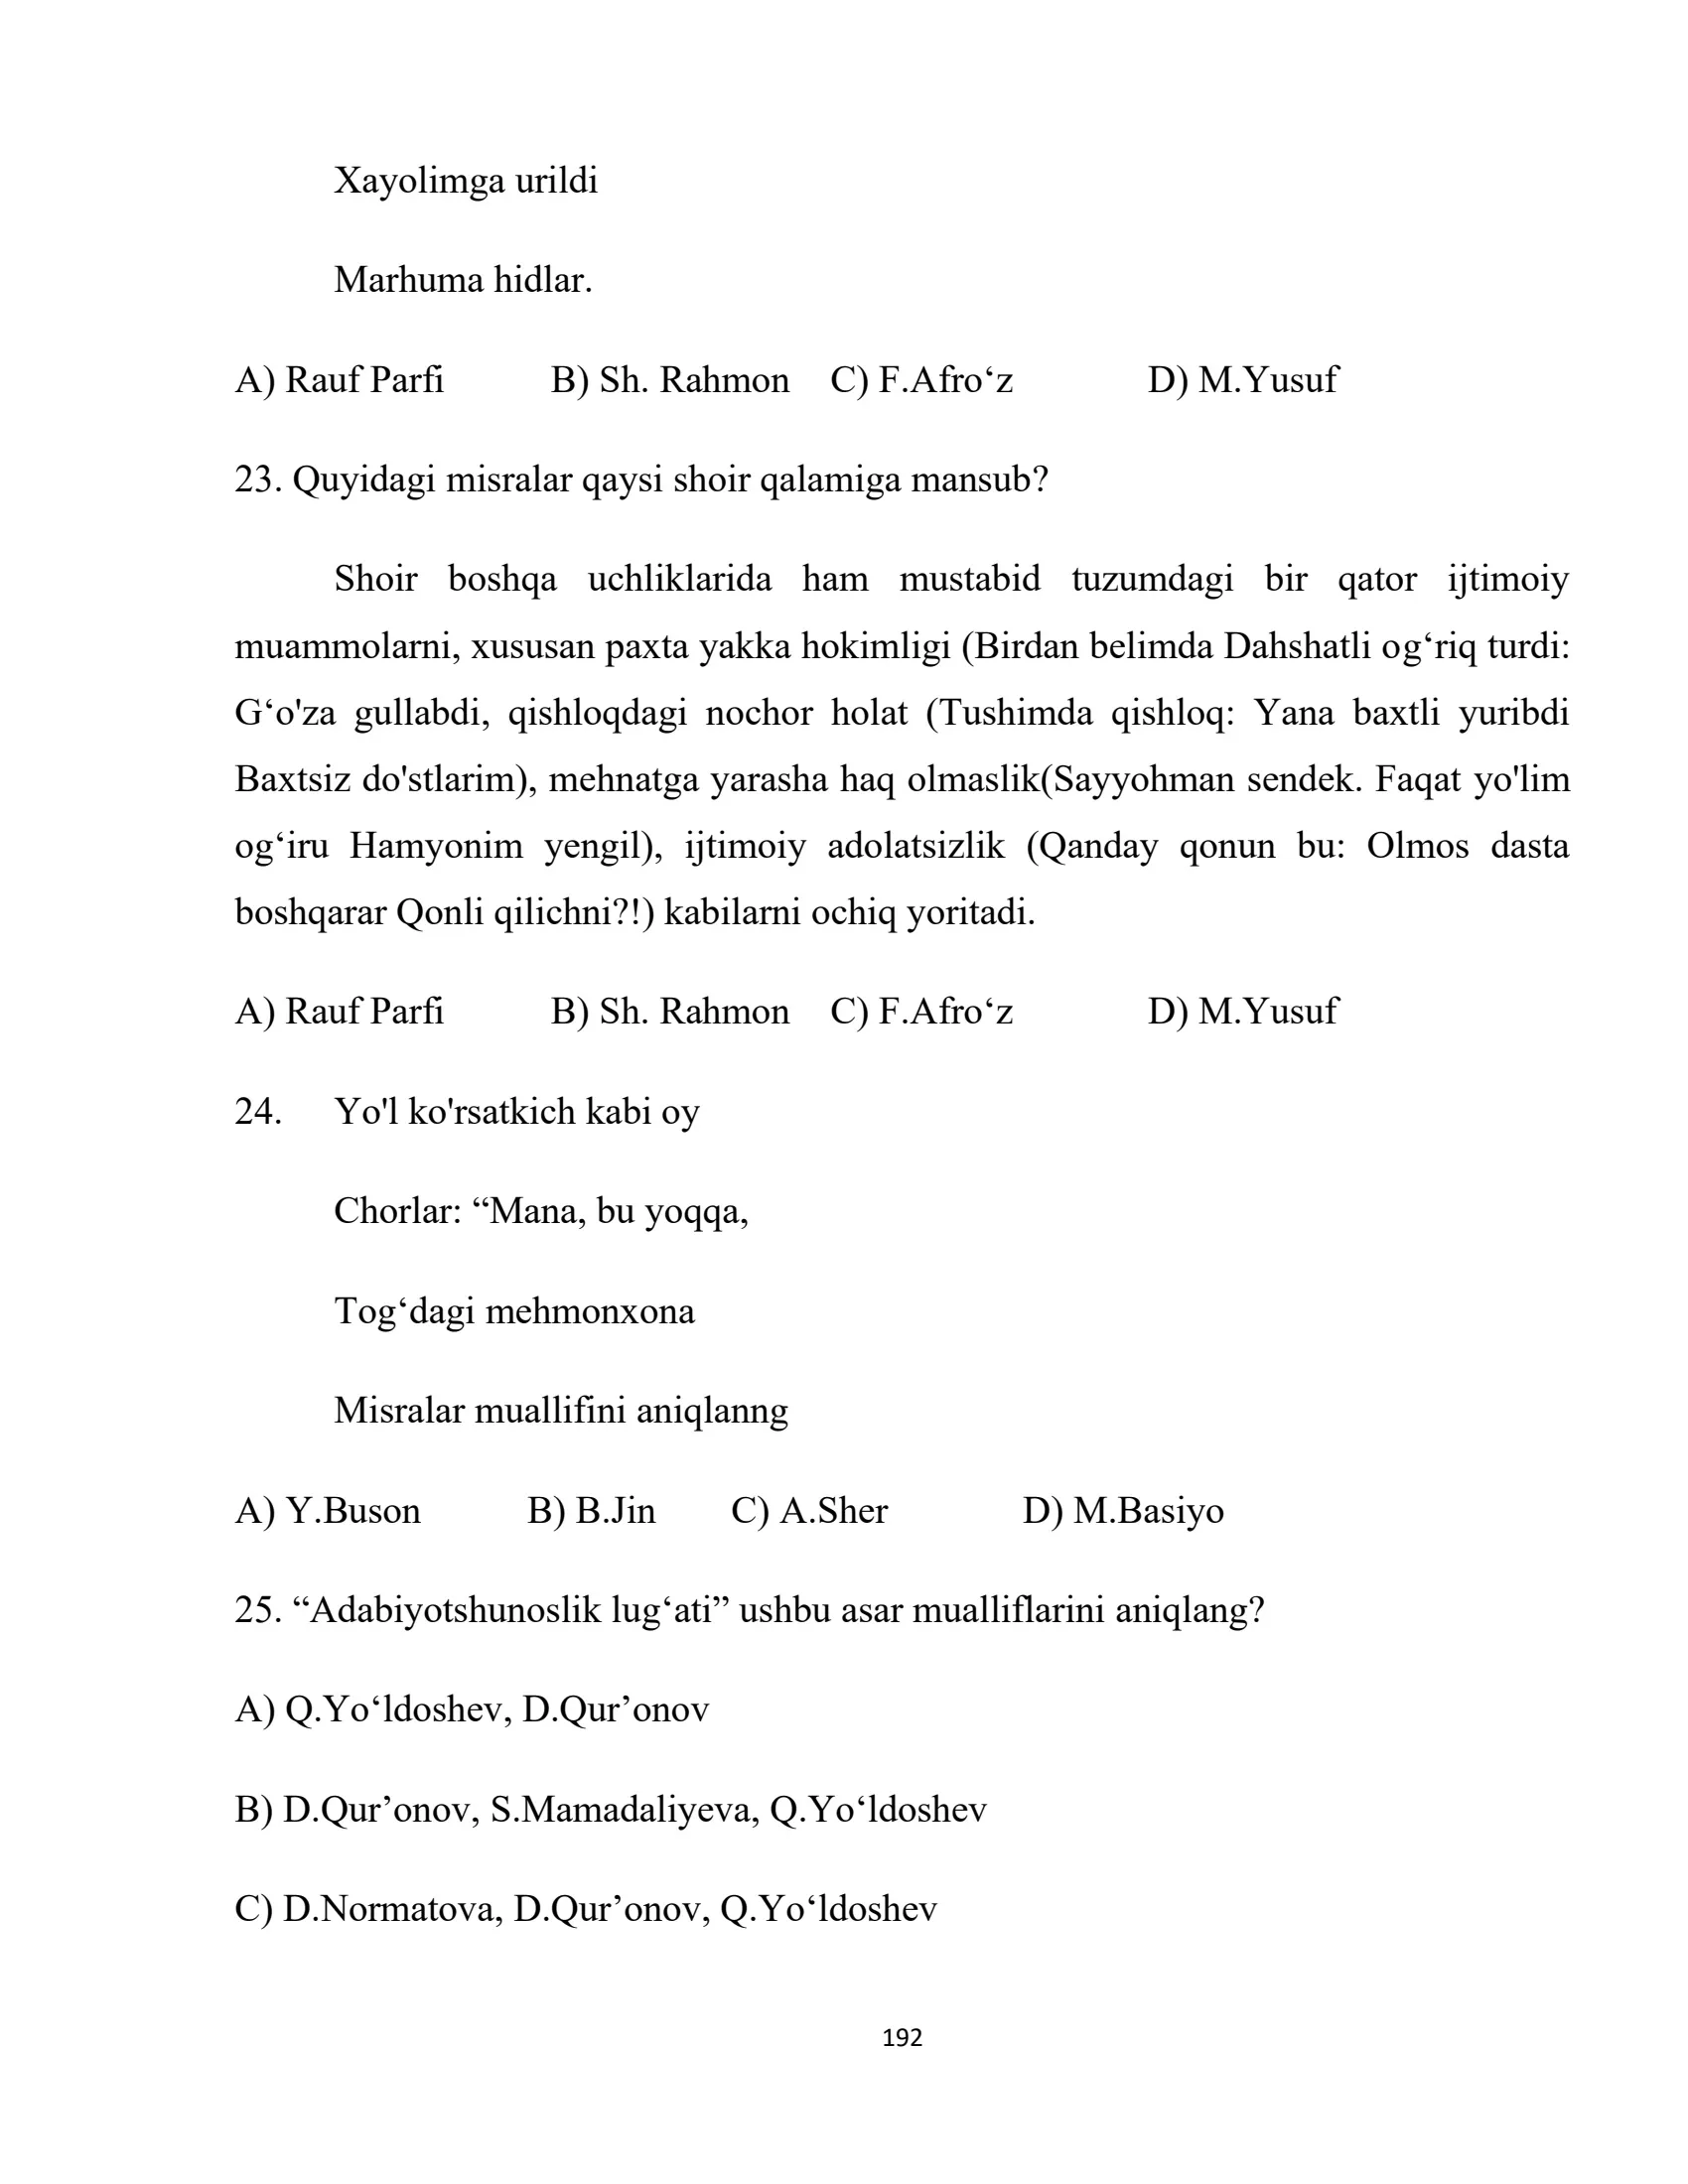 Xayolimga urildi
Marhuma hidlar.
A) Rauf Parfi B) Sh. Rahmon C) F.Afro‘z D) M.Yusuf
23. Quyidagi misralar qaysi shoir qalamiga mansub?
Shoir boshqa uchliklarida ham mustabid tuzumdagi bir qator ijtimoiy
muammolarni, xususan paxta yakka hokimligi (Birdan belimda Dahshatli og‘riq turdi:
G‘o'za gullabdi, qishloqdagi nochor holat (Tushimda qishloq: Yana baxtli yuribdi
Baxtsiz do'stlarim), mehnatga yarasha haq olmaslik(Sayyohman sendek. Faqat yo'lim
og‘iru Hamyonim yengil), ijtimoiy adolatsizlik (Qanday qonun bu: Olmos dasta
boshqarar Qonli qilichni?!) kabilarni ochiq yoritadi.
A) Rauf Parfi B) Sh. Rahmon C) F.Afro‘z D) M.Yusuf
24. Yo'l ko'rsatkich kabi oy
Chorlar: “Mana, bu yoqqa,
Tog‘dagi mehmonxona
Misralar muallifini aniqlanng
A) Y.Buson B) B.Jin C) A.Sher D) M.Basiyo
25. “Adabiyotshunoslik lug‘ati” ushbu asar mualliflarini aniqlang?
A) Q.Yo‘ldoshev, D.Qur’onov
B) D.Qur’onov, S.Mamadaliyeva, Q.Yo‘ldoshev
C) D.Normatova, D.Qur’onov, Q.Yo‘ldoshev
192